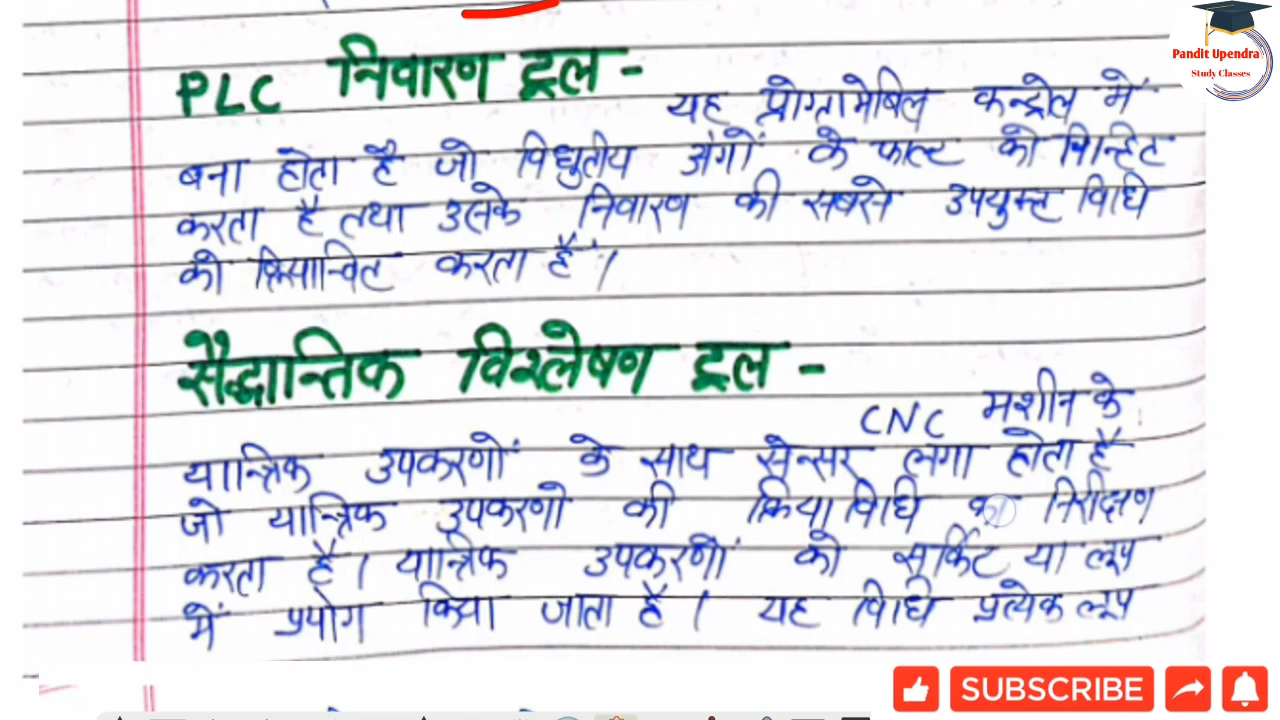 Pandit Upendra
Study Classes
PLC निवारण टूल -
यह प्रोग्रामेबिल कन्ट्रोल में
बना होता है जो विद्युतीय अंगों के फाल्ट को चिन्हित
करता है तथा उसके निवारण की सबसे उपयुक्त विधि
को क्रियान्वित करता है।
सैद्धान्तिक विश्लेषण टूल -
CNC मशीन के
यान्त्रिक उपकरणों के साथ सेन्सर लगा होता है
जो यान्त्रिक उपकरणो की क्रियाविधि का निरीक्षण
करता है। यान्त्रिक उपकरणों को सर्किट या लूप
में प्रयोग किया जाता है। यह विधि प्रत्येक लूप
SUBSCRIBE